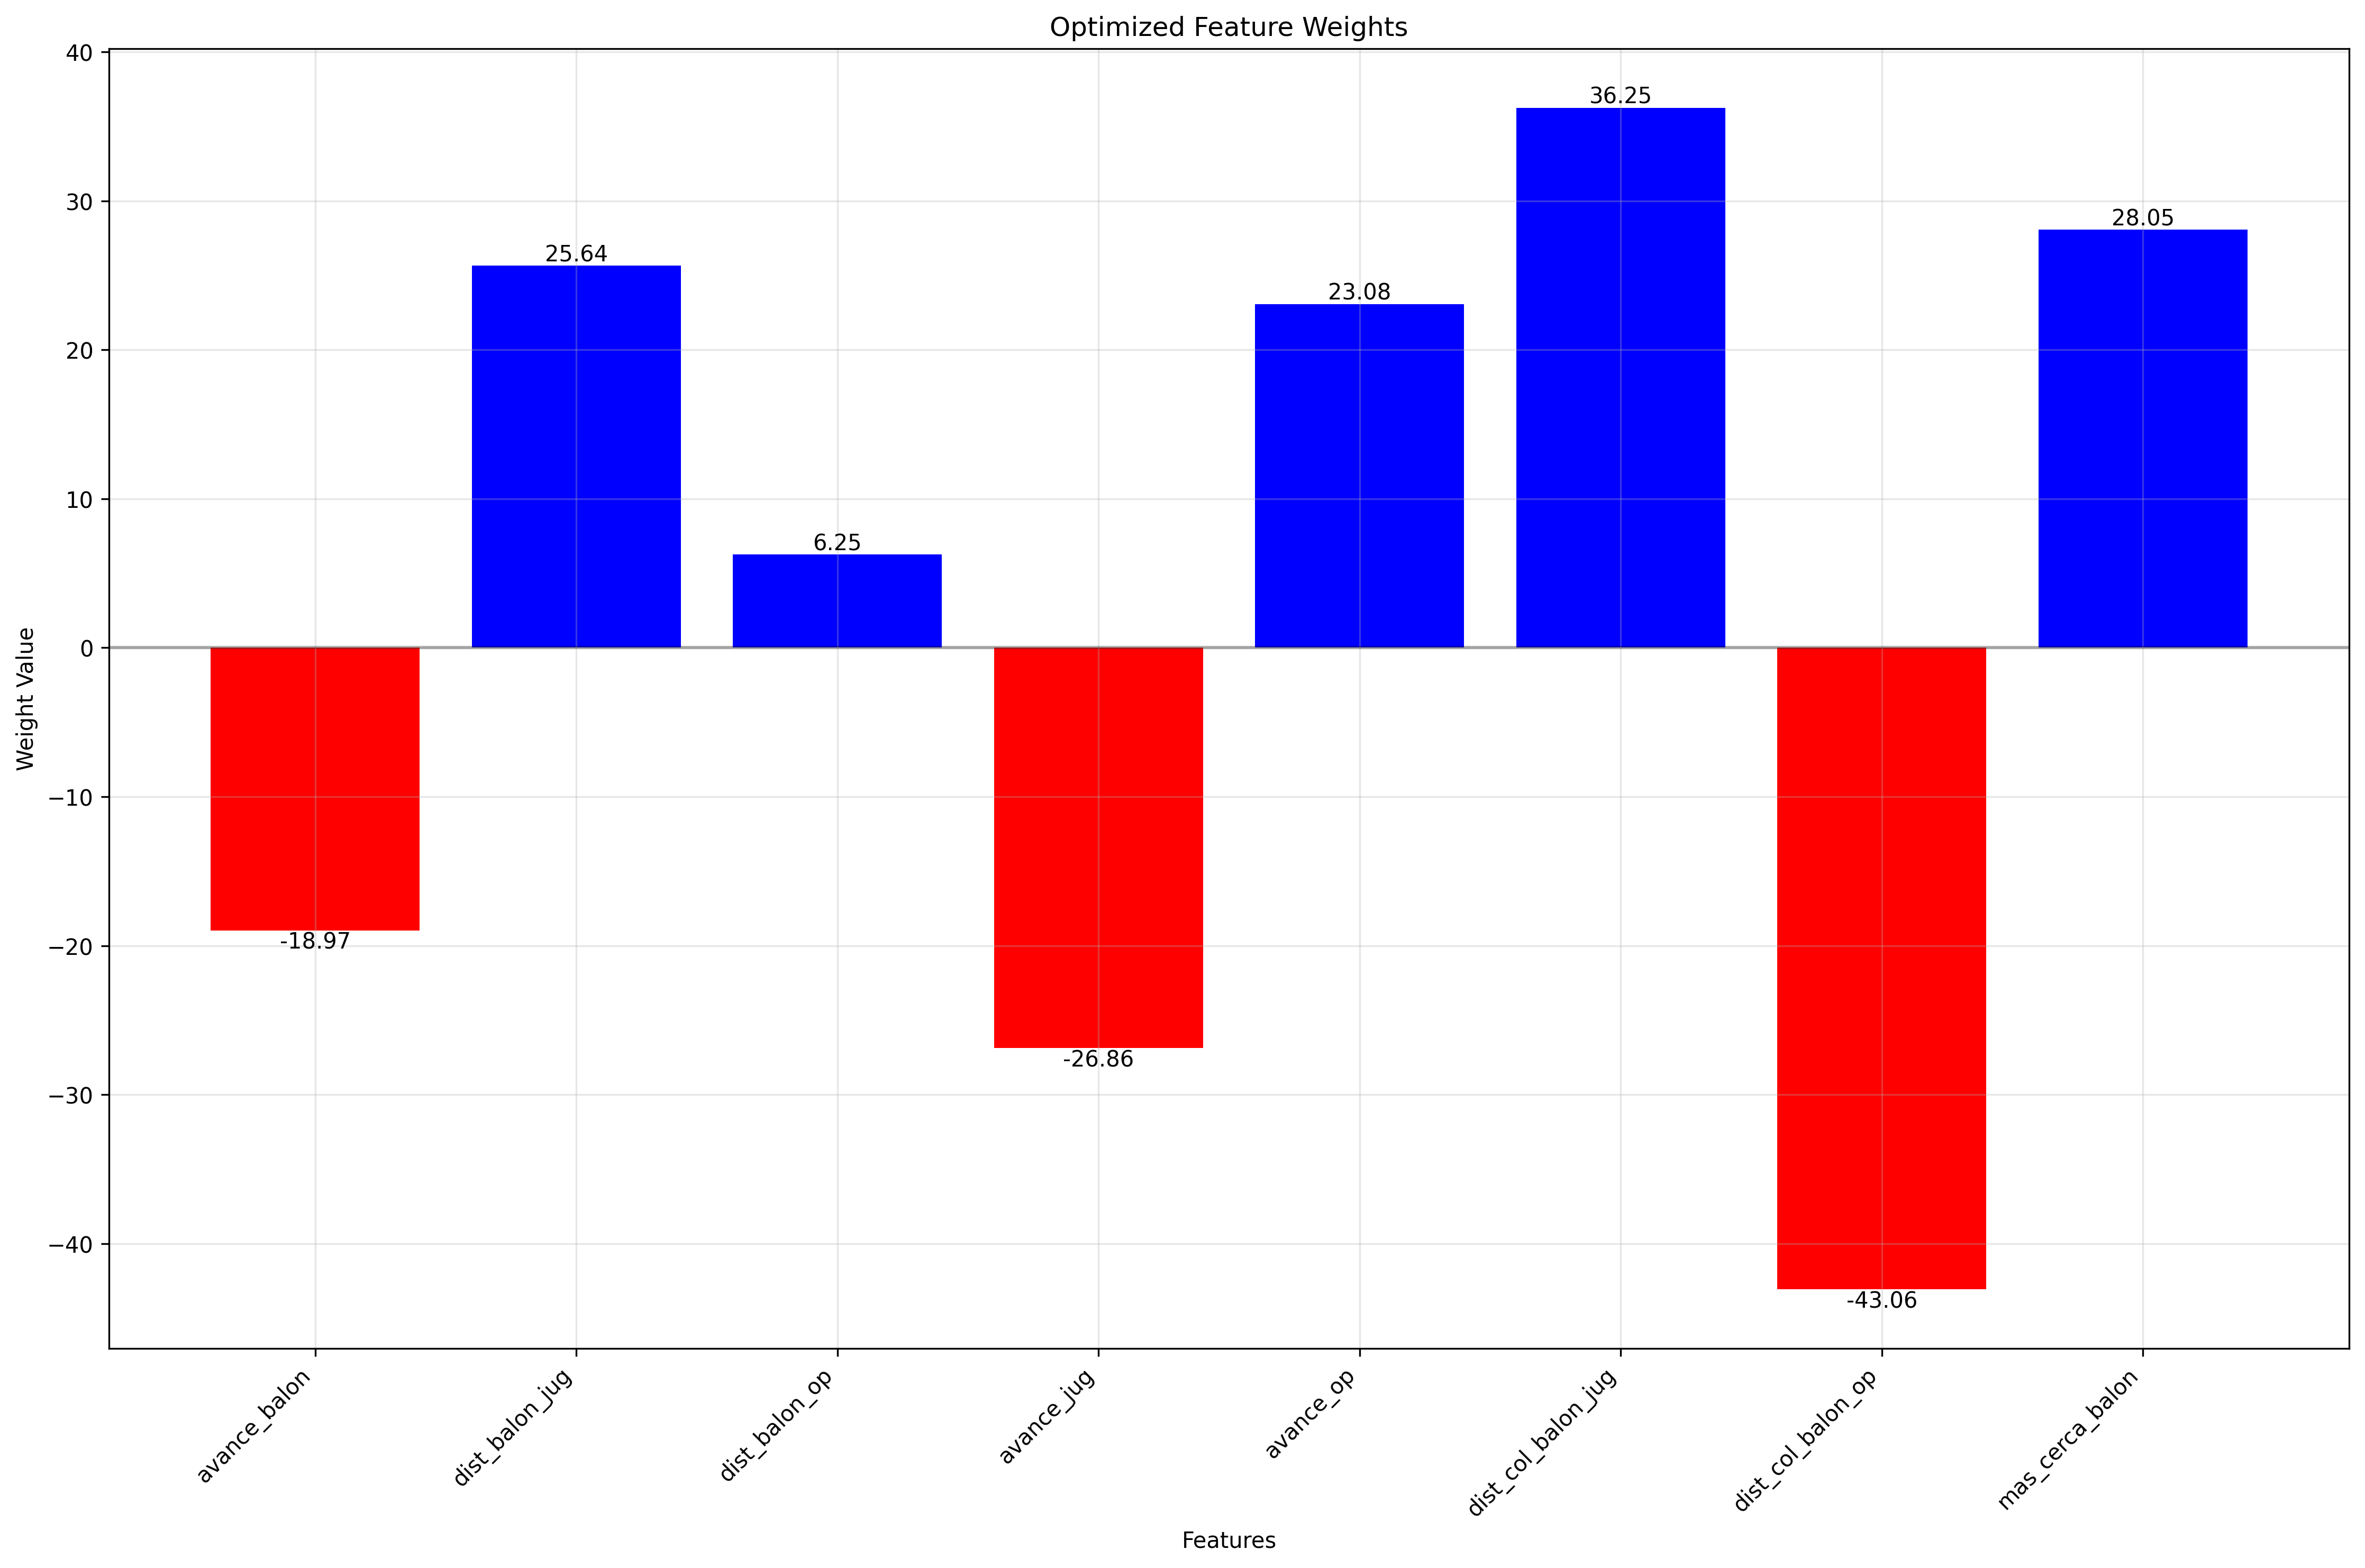 Optimized Feature Weights
40
30
20
10
0
−10
−20
−30
−40
Weight Value
-18.97
25.64
6.25
-26.86
23.08
36.25
-43.06
28.05
avance_balon
dist_balon_jug
dist_balon_op
avance_jug
avance_op
dist_col_balon_jug
dist_col_balon_op
mas_cerca_balon
Features